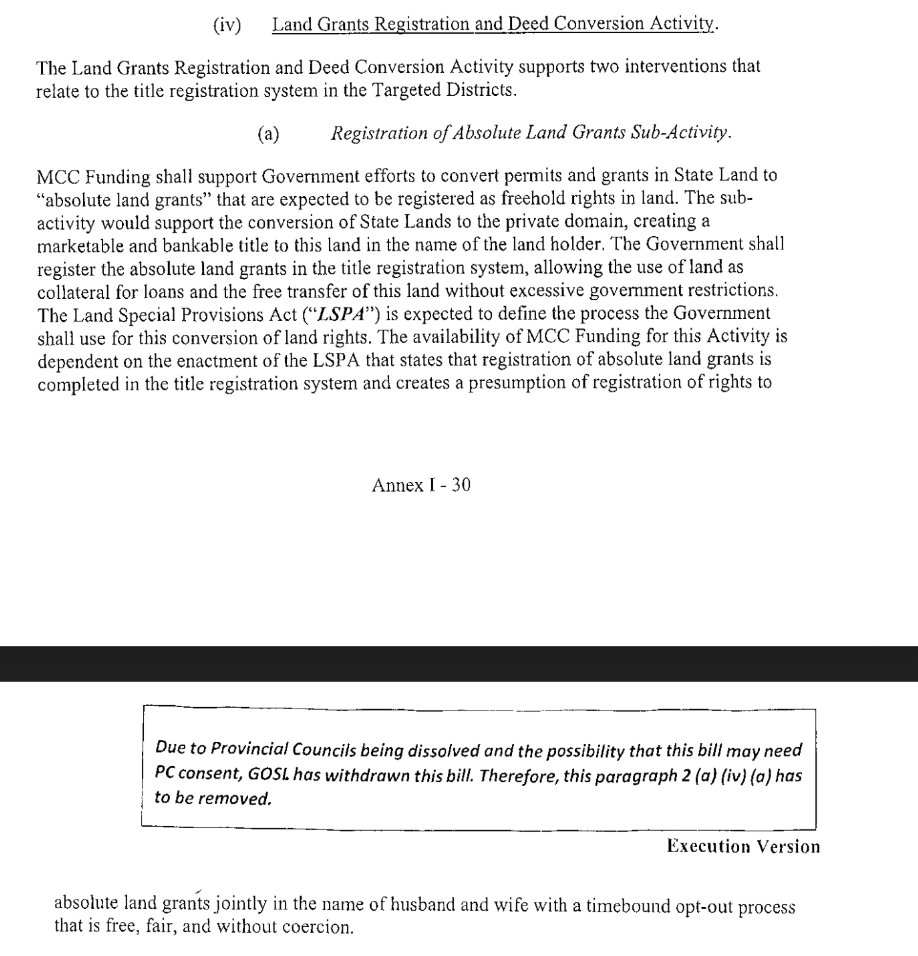 (iv) Land Grants Registration and Deed Conversion Activity.
The Land Grants Registration and Deed Conversion Activity supports two interventions that
relate to the title registration system in the Targeted Districts.
(a) Registration of Absolute Land Grants Sub-Activity.
MCC Funding shall support Government efforts to convert permits and grants in State Land to
“absolute land grants” that are expected to be registered as freehold rights in land. The sub-
activity would support the conversion of State Lands to the private domain, creating a
marketable and bankable title to this land in the name of the land holder. The Government shall
register the absolute land grants in the title registration system, allowing the use of land as
collateral for loans and the free transfer of this land without excessive government restrictions.
The Land Special Provisions Act (“LSPA”) is expected to define the process the Government
shall use for this conversion of land rights. The availability of MCC Funding for this Activity is
dependent on the enactment of the LSPA that states that registration of absolute land grants is
completed in the title registration system and creates a presumption of registration of rights to
Annex I - 30
Due to Provincial Councils being dissolved and the possibility that this bill may need
PC consent, GOSL has withdrawn this bill. Therefore, this paragraph 2 (a) (iv) (a) has
to be removed.
Execution Version
absolute land grants jointly in the name of husband and wife with a timebound opt-out process
that is free, fair, and without coercion.